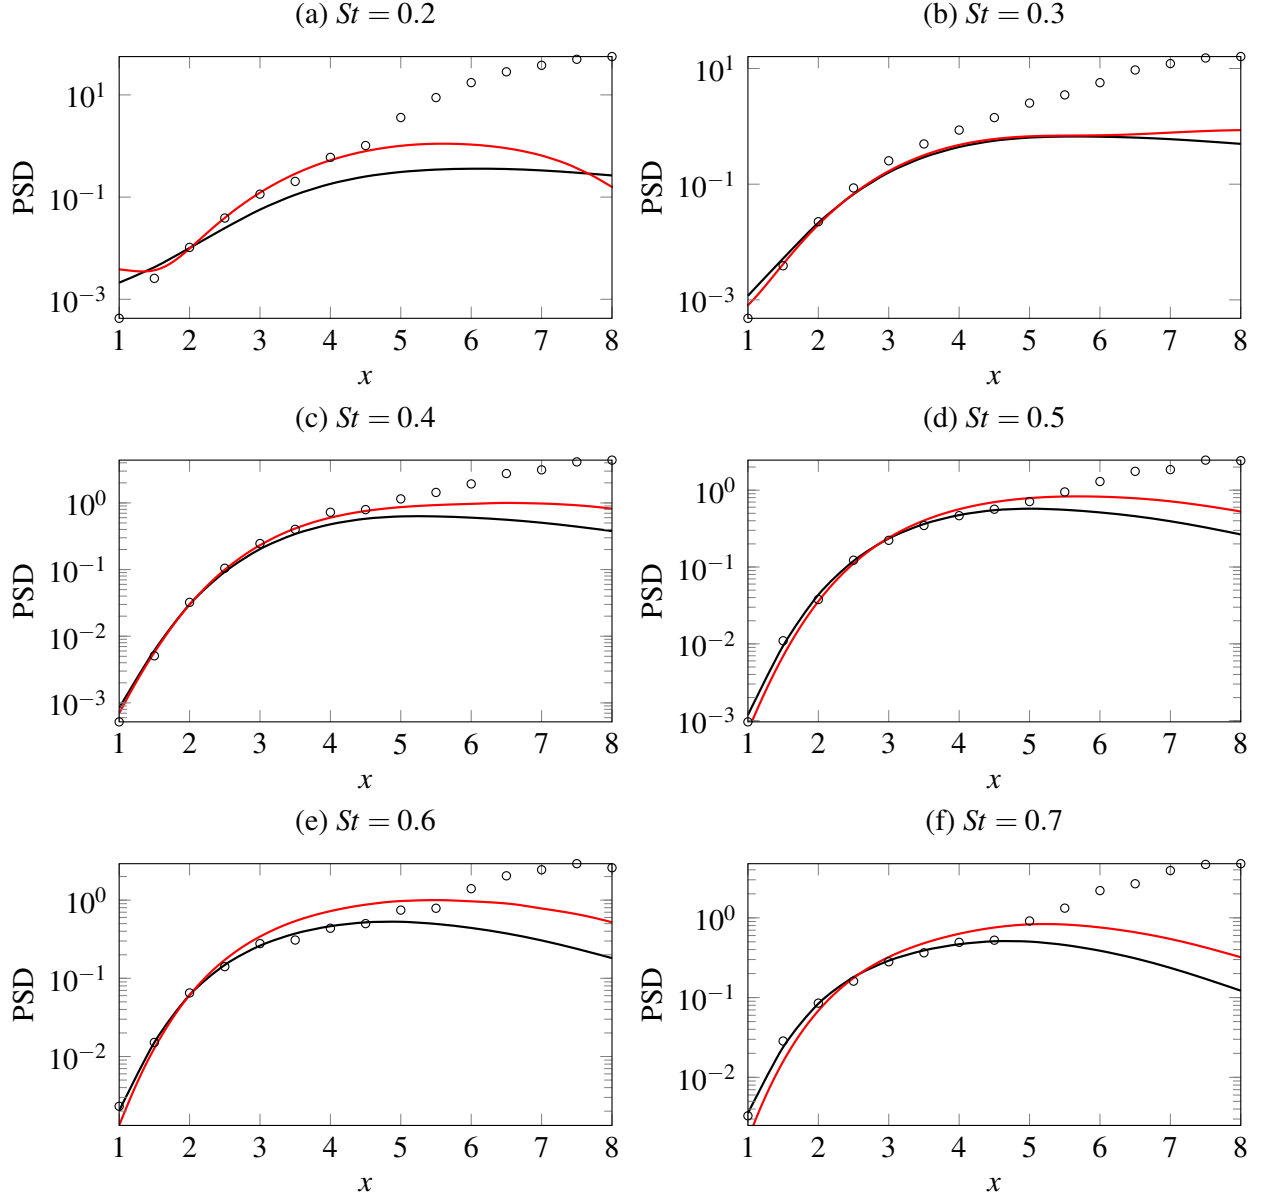 (a) St = 0.2
(b) St = 0.3
PSD
10^1
10^−1
10^−3
1 2 3 4 5 6 7 8
x
PSD
10^1
10^−1
10^−3
1 2 3 4 5 6 7 8
x
(c) St = 0.4
(d) St = 0.5
PSD
10^0
10^−1
10^−2
10^−3
1 2 3 4 5 6 7 8
x
PSD
10^0
10^−1
10^−2
10^−3
1 2 3 4 5 6 7 8
x
(e) St = 0.6
(f) St = 0.7
PSD
10^0
10^−1
10^−2
1 2 3 4 5 6 7 8
x
PSD
10^0
10^−1
10^−2
1 2 3 4 5 6 7 8
x